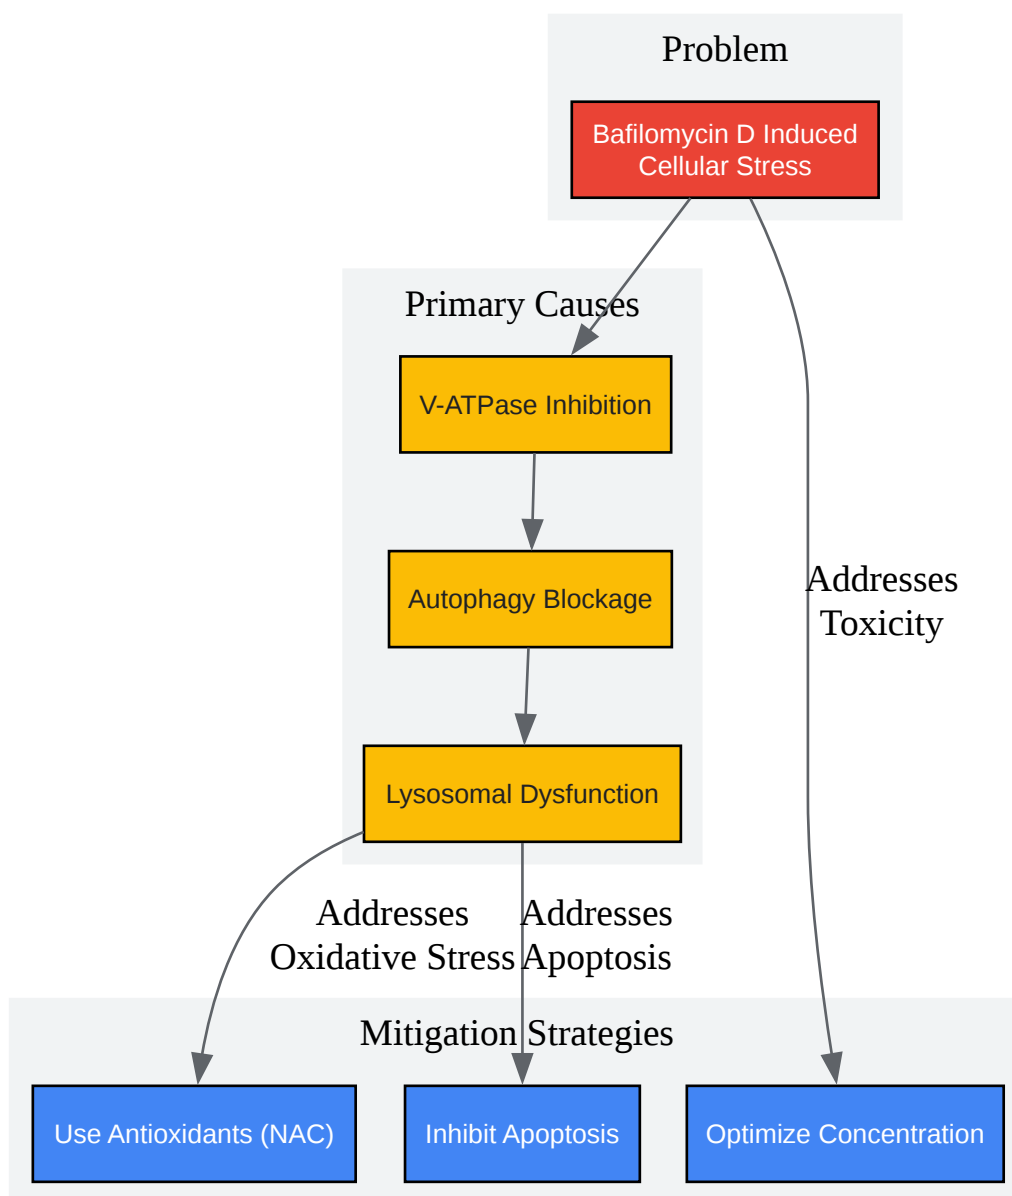 Problem
Bafilomycin D Induced
Cellular Stress
Primary Causes
V-ATPase Inhibition
Autophagy Blockage
Addresses
Toxicity
Lysosomal Dysfunction
Addresses
Oxidative Stress
Addresses
Apoptosis
Mitigation Strategies
Use Antioxidants (NAC)
Inhibit Apoptosis
Optimize Concentration